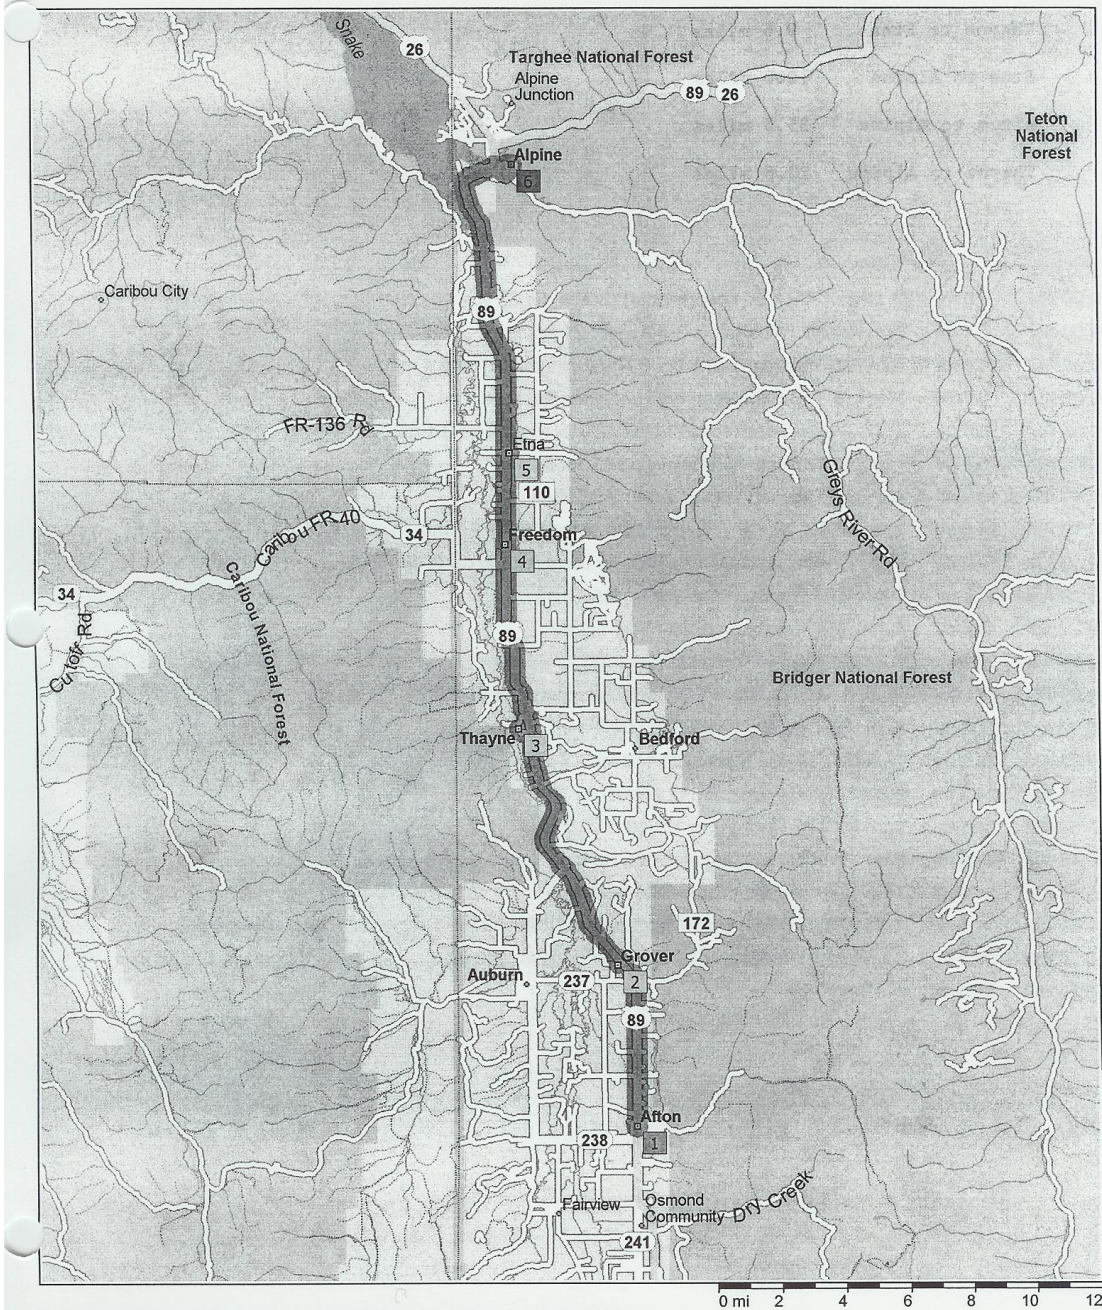 Snake
26
Targhee National Forest
Alpine
Junction
89
26
Teton
National
Forest
Alpine
6
Caribou City
89
FR-136 Rd
Etna
5
110
Greys River Rd
Caribou FR-40
34
Freedom
4
34
Cutoff Rd
Caribou National Forest
89
Bridger National Forest
Thayne
3
Bedford
172
Grover
Auburn
237
2
89
Afton
238
1
Fairview
Osmond
Community
Dry Creek
241
0 mi 2 4 6 8 10 12